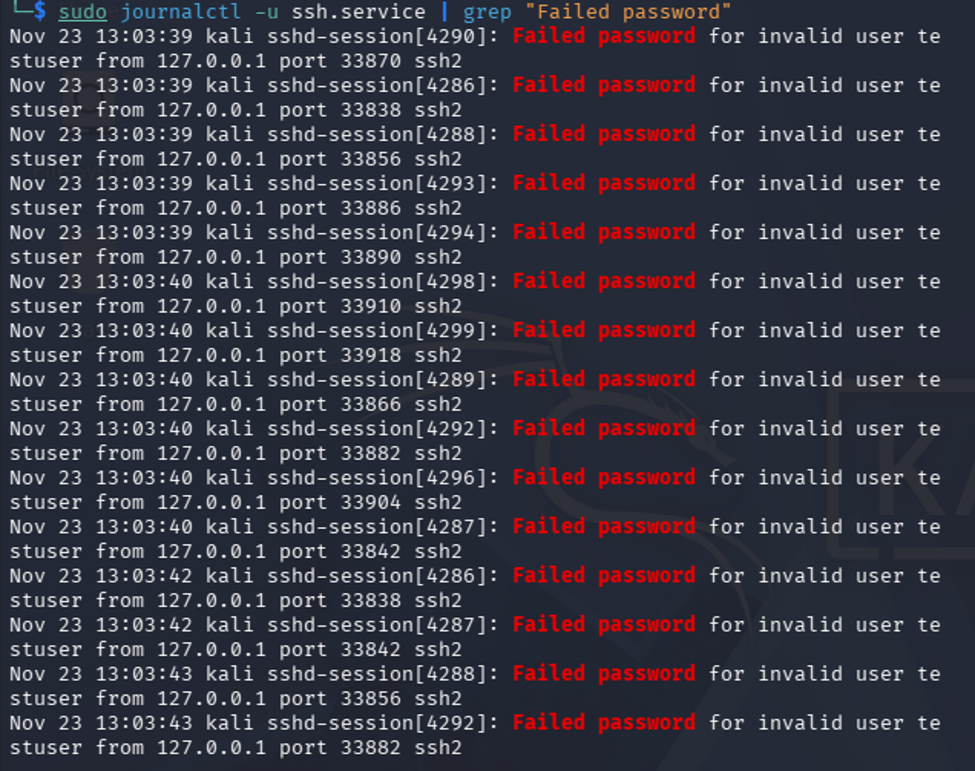 └─$ sudo journalctl -u ssh.service | grep "Failed password"
Nov 23 13:03:39 kali sshd-session[4290]: Failed password for invalid user te
stuser from 127.0.0.1 port 33870 ssh2
Nov 23 13:03:39 kali sshd-session[4286]: Failed password for invalid user te
stuser from 127.0.0.1 port 33838 ssh2
Nov 23 13:03:39 kali sshd-session[4288]: Failed password for invalid user te
stuser from 127.0.0.1 port 33856 ssh2
Nov 23 13:03:39 kali sshd-session[4293]: Failed password for invalid user te
stuser from 127.0.0.1 port 33886 ssh2
Nov 23 13:03:39 kali sshd-session[4294]: Failed password for invalid user te
stuser from 127.0.0.1 port 33890 ssh2
Nov 23 13:03:40 kali sshd-session[4298]: Failed password for invalid user te
stuser from 127.0.0.1 port 33910 ssh2
Nov 23 13:03:40 kali sshd-session[4299]: Failed password for invalid user te
stuser from 127.0.0.1 port 33918 ssh2
Nov 23 13:03:40 kali sshd-session[4289]: Failed password for invalid user te
stuser from 127.0.0.1 port 33866 ssh2
Nov 23 13:03:40 kali sshd-session[4292]: Failed password for invalid user te
stuser from 127.0.0.1 port 33882 ssh2
Nov 23 13:03:40 kali sshd-session[4296]: Failed password for invalid user te
stuser from 127.0.0.1 port 33904 ssh2
Nov 23 13:03:40 kali sshd-session[4287]: Failed password for invalid user te
stuser from 127.0.0.1 port 33842 ssh2
Nov 23 13:03:42 kali sshd-session[4286]: Failed password for invalid user te
stuser from 127.0.0.1 port 33838 ssh2
Nov 23 13:03:42 kali sshd-session[4287]: Failed password for invalid user te
stuser from 127.0.0.1 port 33842 ssh2
Nov 23 13:03:43 kali sshd-session[4288]: Failed password for invalid user te
stuser from 127.0.0.1 port 33856 ssh2
Nov 23 13:03:43 kali sshd-session[4292]: Failed password for invalid user te
stuser from 127.0.0.1 port 33882 ssh2